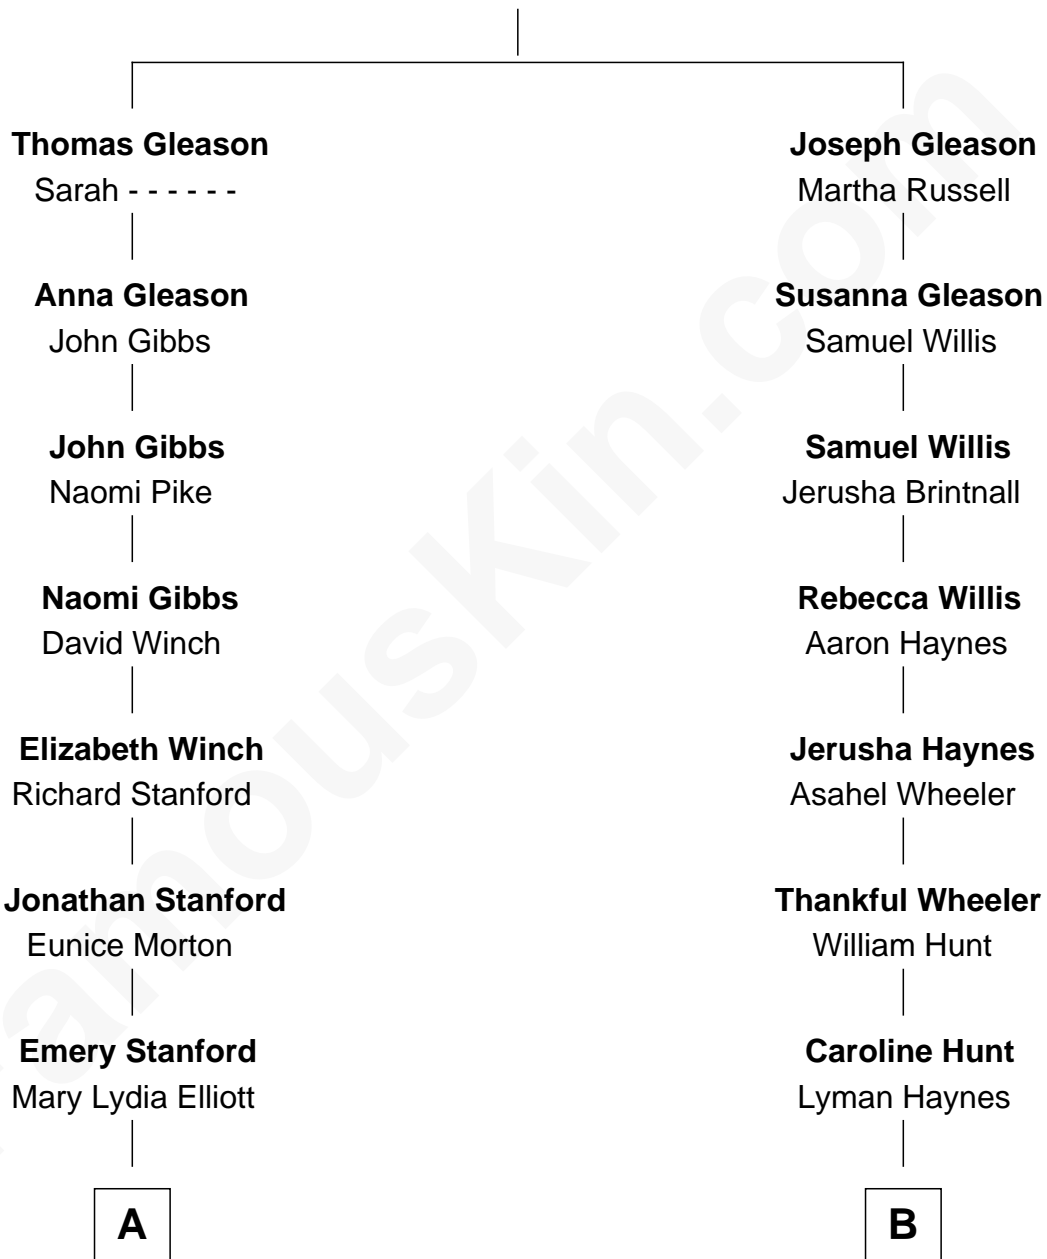 Thomas Gleason
Sarah - - - - - -
Joseph Gleason
Martha Russell
Anna Gleason
John Gibbs
Susanna Gleason
Samuel Willis
John Gibbs
Naomi Pike
Samuel Willis
Jerusha Brintnall
Naomi Gibbs
David Winch
Rebecca Willis
Aaron Haynes
Elizabeth Winch
Richard Stanford
Jerusha Haynes
Asahel Wheeler
Jonathan Stanford
Eunice Morton
Thankful Wheeler
William Hunt
Emery Stanford
Mary Lydia Elliott
Caroline Hunt
Lyman Haynes
A
B
FamousKin.com